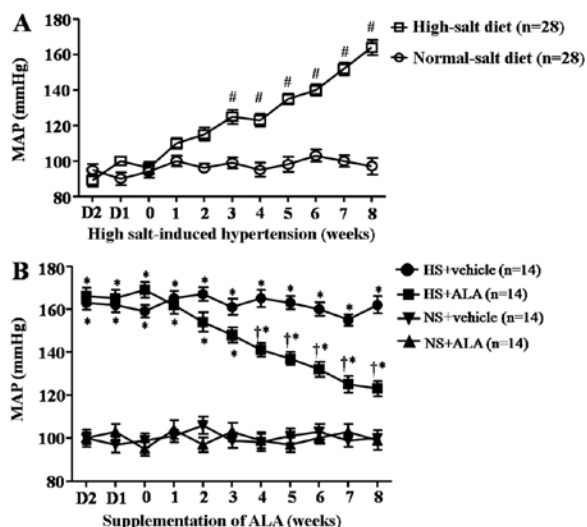 A
High-salt diet (n=28)
Normal-salt diet (n=28)
MAP (mmHg)
180
160
140
120
100
80
# # # # # #
D2 D1 0 1 2 3 4 5 6 7 8
High salt-induced hypertension (weeks)
B
HS+vehicle (n=14)
HS+ALA (n=14)
NS+vehicle (n=14)
NS+ALA (n=14)
MAP (mmHg)
180
160
140
120
100
80
* * * * * * * * * * *
* * * * * * †* †* †* †* †*
D2 D1 0 1 2 3 4 5 6 7 8
Supplementation of ALA (weeks)